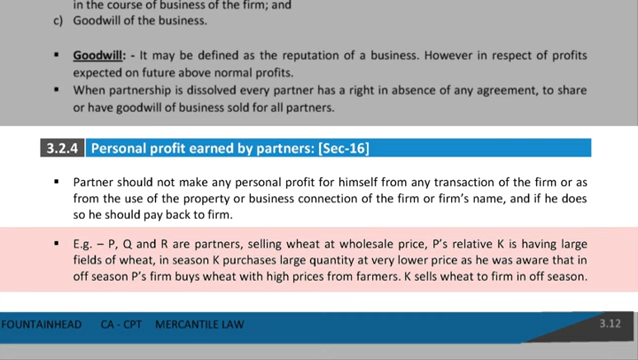 in the course of business of the firm; and
c) Goodwill of the business.
▪ Goodwill: - It may be defined as the reputation of a business. However in respect of profits
expected on future above normal profits.
▪ When partnership is dissolved every partner has a right in absence of any agreement, to share
or have goodwill of business sold for all partners.
3.2.4 Personal profit earned by partners: [Sec-16]
▪ Partner should not make any personal profit for himself from any transaction of the firm or as
from the use of the property or business connection of the firm or firm's name, and if he does
so he should pay back to firm.
▪ E.g. – P, Q and R are partners, selling wheat at wholesale price, P's relative K is having large
fields of wheat, in season K purchases large quantity at very lower price as he was aware that in
off season P's firm buys wheat with high prices from farmers. K sells wheat to firm in off season.
FOUNTAINHEAD CA - CPT MERCANTILE LAW 3.12